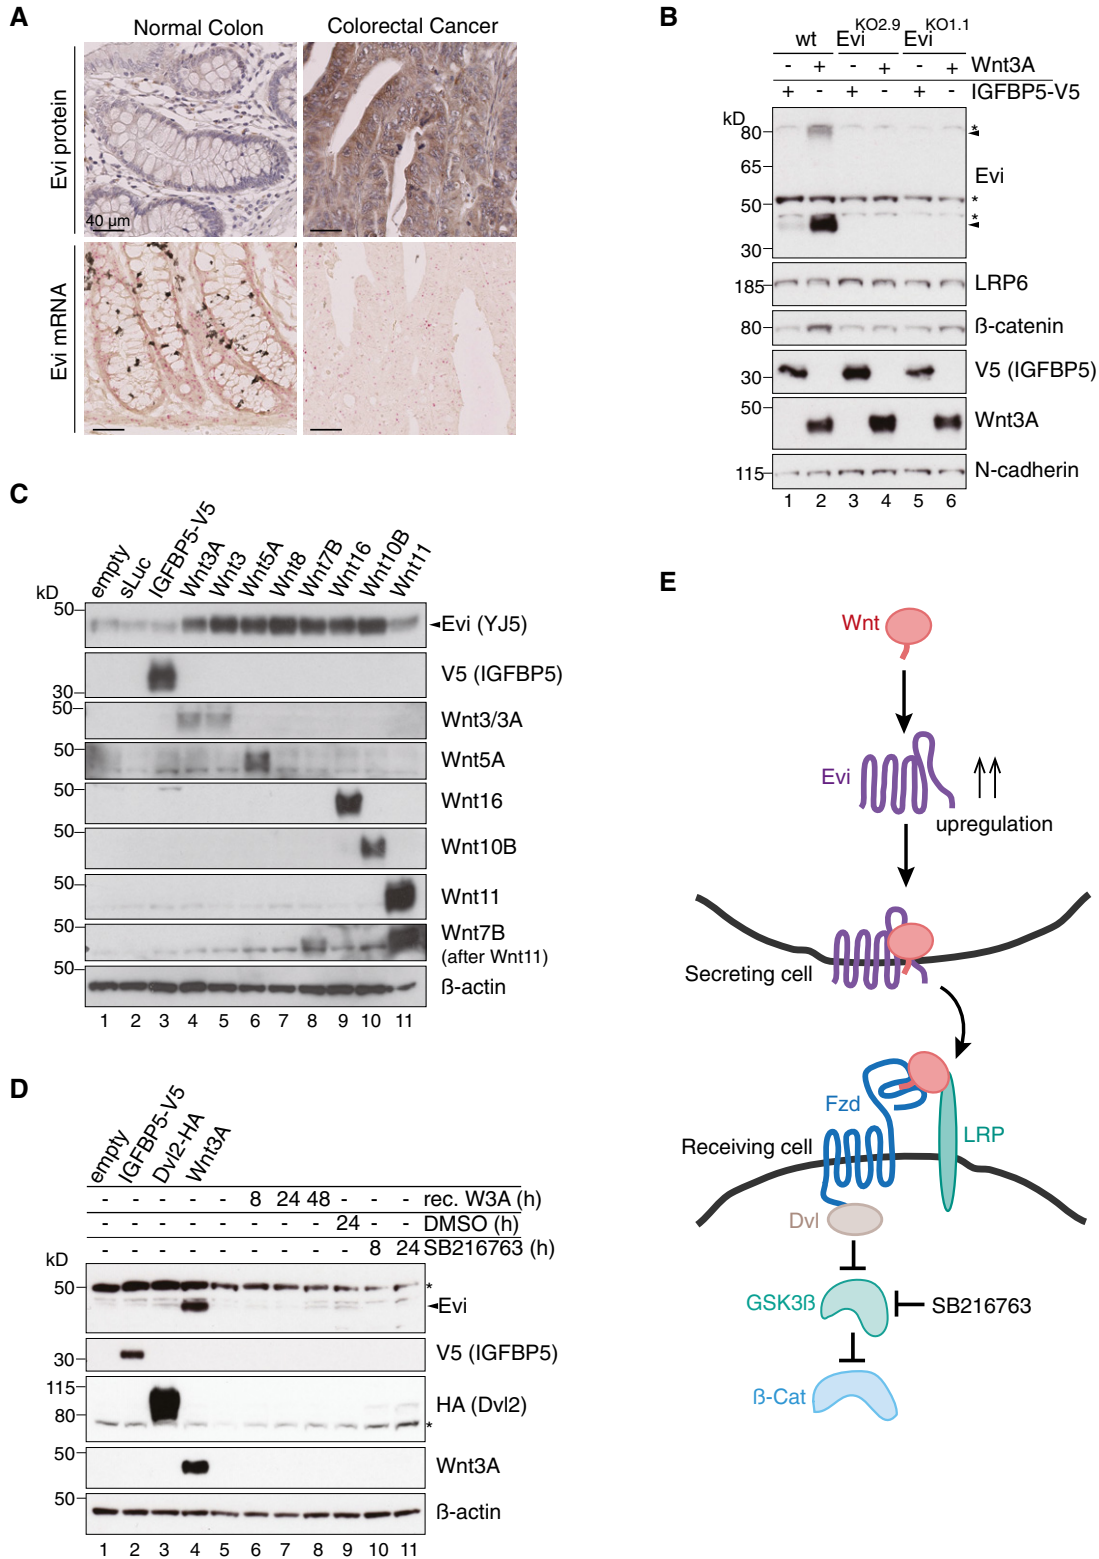 A
Normal Colon
Colorectal Cancer
Evi protein
40 µm
Evi mRNA
B
wt Evi KO2.9 Evi KO1.1
- + - + - + Wnt3A
+ - + - + - IGFBP5-V5
kD
80
65
50
30
*
Evi
*
*
185 LRP6
80 ß-catenin
30 V5 (IGFBP5)
50 Wnt3A
115 N-cadherin
1 2 3 4 5 6
C
empty sLuc IGFBP5-V5 Wnt3A Wnt3 Wnt5A Wnt8 Wnt7B Wnt16 Wnt10B Wnt11
kD
50 Evi (YJ5)
V5 (IGFBP5)
30
50 Wnt3/3A
50 Wnt5A
50 Wnt16
50 Wnt10B
50 Wnt11
50 Wnt7B
(after Wnt11)
50 ß-actin
1 2 3 4 5 6 7 8 9 10 11
D
empty IGFBP5-V5 Dvl2-HA Wnt3A
- - - - - 8 24 48 - - - rec. W3A (h)
- - - - - - - - 24 - - DMSO (h)
- - - - - - - - - 8 24 SB216763 (h)
kD
50 *
Evi
V5 (IGFBP5)
30
115
HA (Dvl2)
80
*
50 Wnt3A
50 ß-actin
1 2 3 4 5 6 7 8 9 10 11
E
Wnt
Evi
upregulation
Secreting cell
Fzd
Receiving cell
LRP
Dvl
GSK3ß
SB216763
ß-Cat